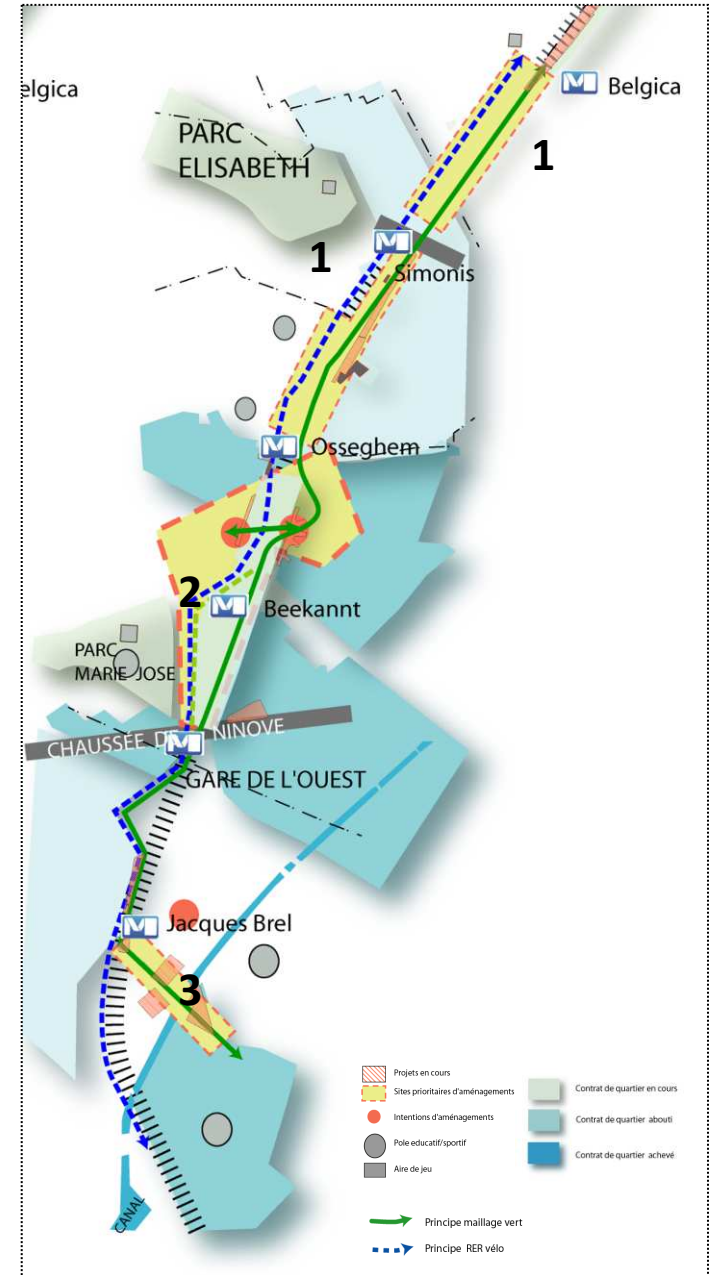 elgica
Belgica
PARC
ELISABETH
1
1
Simonis
Osseghem
2
Beekannt
PARC
MARIE JOSE
CHAUSSÉE DE NINOVE
GARE DE L'OUEST
Jacques Brel
3
CANAL
Projets en cours
Sites prioritaires d'aménagements
Intentions d'aménagements
Pole educatif/sportif
Aire de jeu
Contrat de quartier en cours
Contrat de quartier abouti
Contrat de quartier achevé
Principe maillage vert
Principe RER vélo